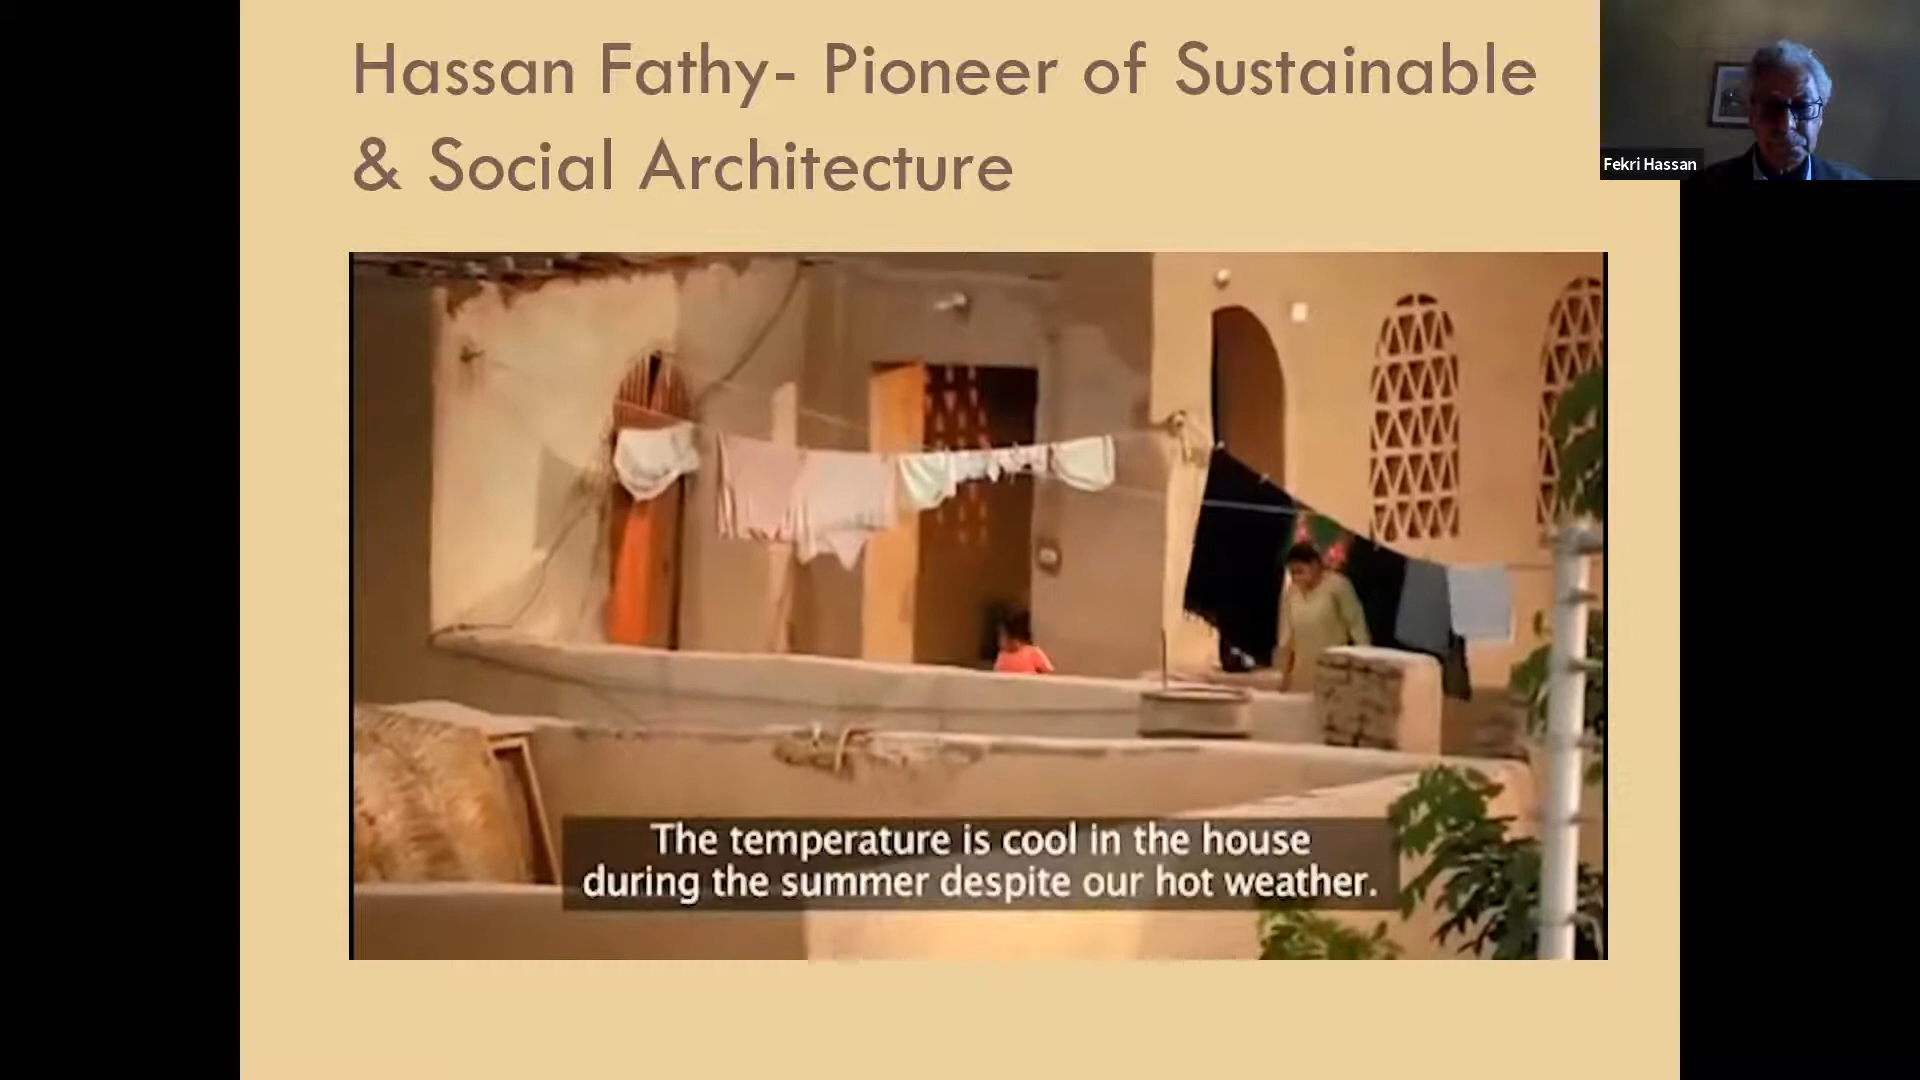 Hassan Fathy- Pioneer of Sustainable
& Social Architecture
Fekri Hassan
The temperature is cool in the house
during the summer despite our hot weather.